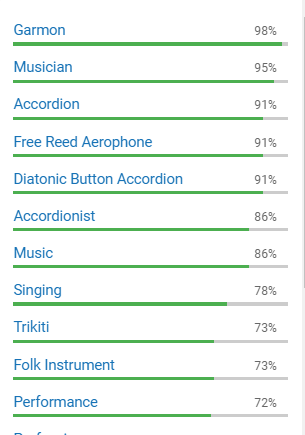 Garmon 98%
Musician 95%
Accordion 91%
Free Reed Aerophone 91%
Diatonic Button Accordion 91%
Accordionist 86%
Music 86%
Singing 78%
Trikiti 73%
Folk Instrument 73%
Performance 72%